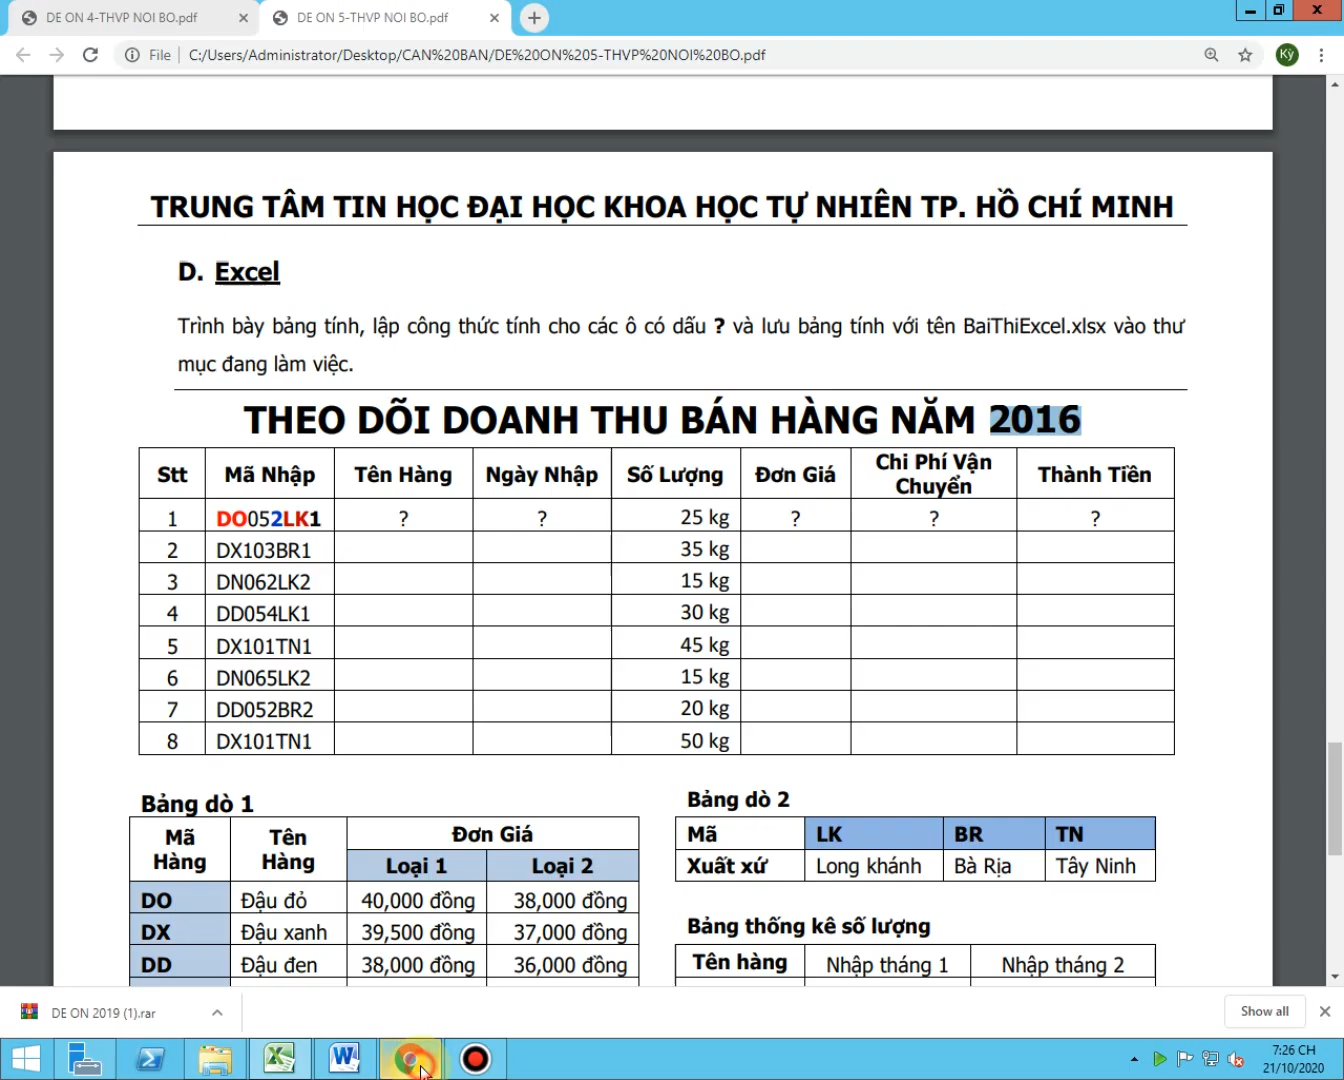 DE ON 4-THVP NOI BO.pdf
DE ON 5-THVP NOI BO.pdf
File
C:/Users/Administrator/Desktop/CAN%20BAN/DE%20ON%205-THVP%20NOI%20BO.pdf
Kỳ
TRUNG TÂM TIN HỌC ĐẠI HỌC KHOA HỌC TỰ NHIÊN TP. HỒ CHÍ MINH
D. Excel
Trình bày bảng tính, lập công thức tính cho các ô có dấu ? và lưu bảng tính với tên BaiThiExcel.xlsx vào thư
mục đang làm việc.
THEO DÕI DOANH THU BÁN HÀNG NĂM 2016
Stt Mã Nhập Tên Hàng Ngày Nhập Số Lượng Đơn Giá Chi Phí Vận Chuyển Thành Tiền
1 DO052LK1 ? ? 25 kg ? ? ?
2 DX103BR1 35 kg
3 DN062LK2 15 kg
4 DD054LK1 30 kg
5 DX101TN1 45 kg
6 DN065LK2 15 kg
7 DD052BR2 20 kg
8 DX101TN1 50 kg
Bảng dò 1
Mã Hàng Tên Hàng Đơn Giá
Loại 1 Loại 2
DO Đậu đỏ 40,000 đồng 38,000 đồng
DX Đậu xanh 39,500 đồng 37,000 đồng
DD Đậu đen 38,000 đồng 36,000 đồng
Bảng dò 2
Mã LK BR TN
Xuất xứ Long khánh Bà Rịa Tây Ninh
Bảng thống kê số lượng
Tên hàng Nhập tháng 1 Nhập tháng 2
DE ON 2019 (1).rar
Show all
7:26 CH
21/10/2020